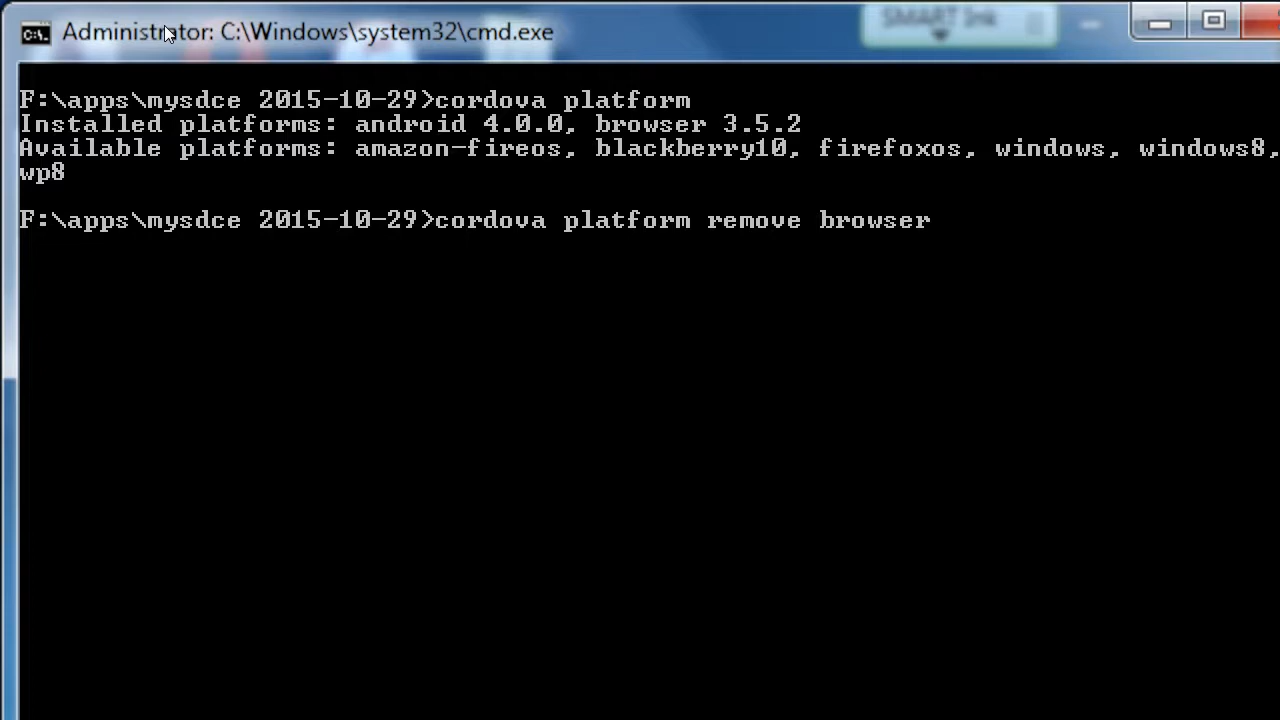 Administrator: C:\Windows\system32\cmd.exe
SMART Ink
F:\apps\mysdce 2015-10-29>cordova platform
Installed platforms: android 4.0.0, browser 3.5.2
Available platforms: amazon-fireos, blackberry10, firefoxos, windows, windows8,
wp8
F:\apps\mysdce 2015-10-29>cordova platform remove browser